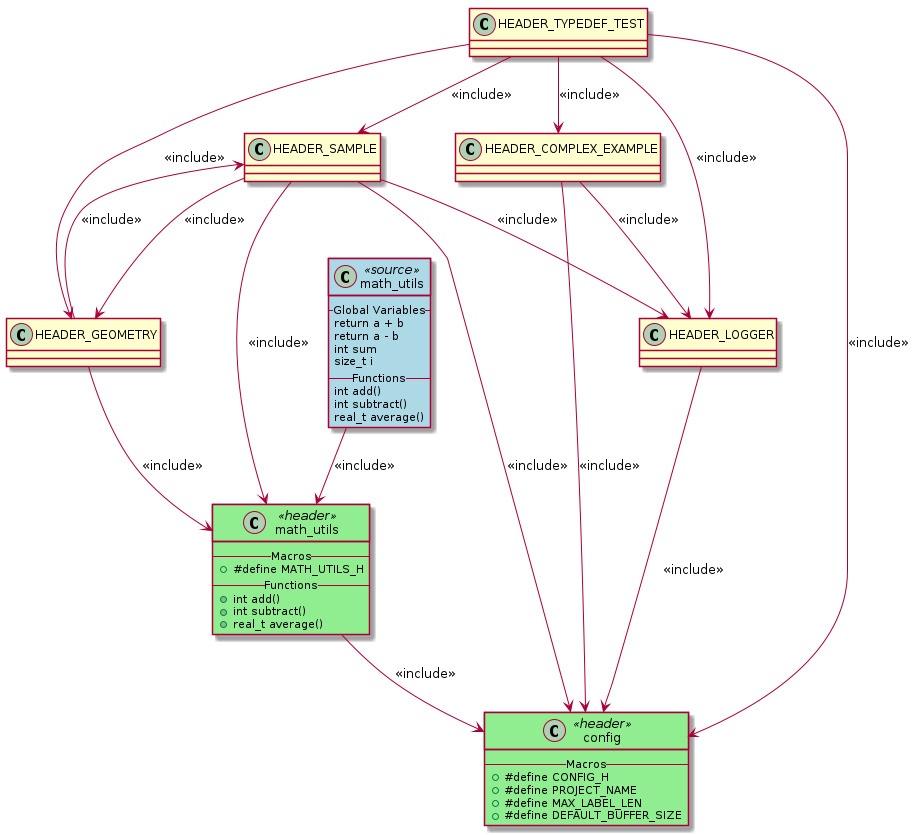 C HEADER_TYPEDEF_TEST
«include»
«include»
«include»
«include»
C HEADER_SAMPLE
C HEADER_COMPLEX_EXAMPLE
«include»
«include»
«include»
«include»
«include»
C «source»
math_utils
Global Variables
return a + b
return a - b
int sum
size_t i
Functions
int add()
int subtract()
real_t average()
C HEADER_GEOMETRY
C HEADER_LOGGER
«include»
«include»
«include»
«include»
«include»
«include»
C «header»
math_utils
Macros
#define MATH_UTILS_H
Functions
int add()
int subtract()
real_t average()
«include»
«include»
C «header»
config
Macros
#define CONFIG_H
#define PROJECT_NAME
#define MAX_LABEL_LEN
#define DEFAULT_BUFFER_SIZE